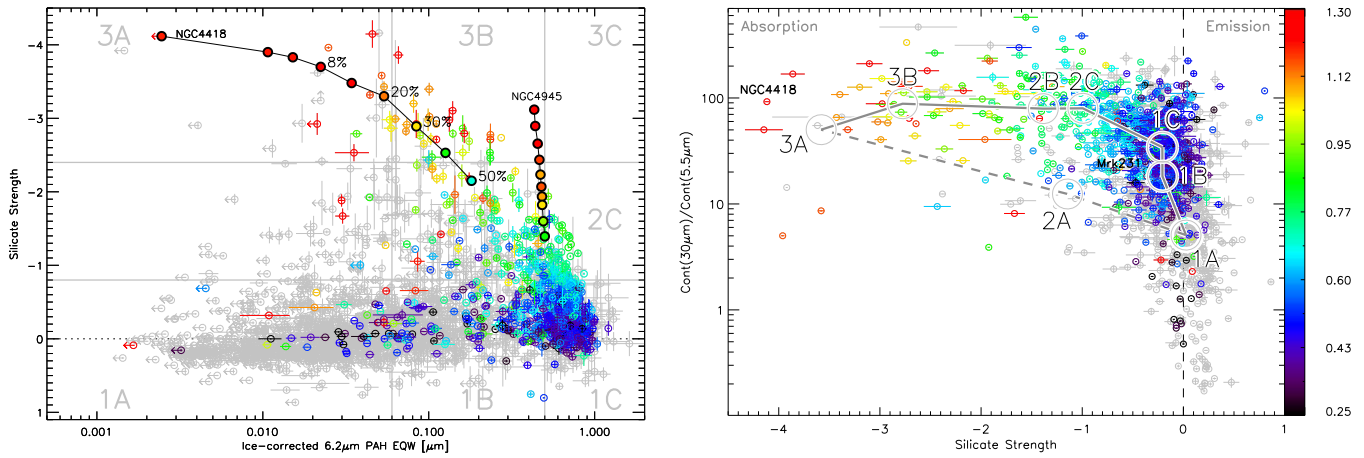 3A
NGC4418
8%
20%
30%
50%
3B
3C
NGC4945
2C
1A
1B
1C
-4
-3
-2
-1
0
1
Silicate Strength
0.001
0.010
0.100
1.000
Ice-corrected 6.2μm PAH EQW [μm]
Absorption
Emission
NGC4418
3B
2B
2C
3A
1C
Mrk231
1B
2A
1A
100
10
1
Cont(30μm)/Cont(5.5μm)
-4
-3
-2
-1
0
1
Silicate Strength
1.30
1.12
0.95
0.77
0.60
0.43
0.25